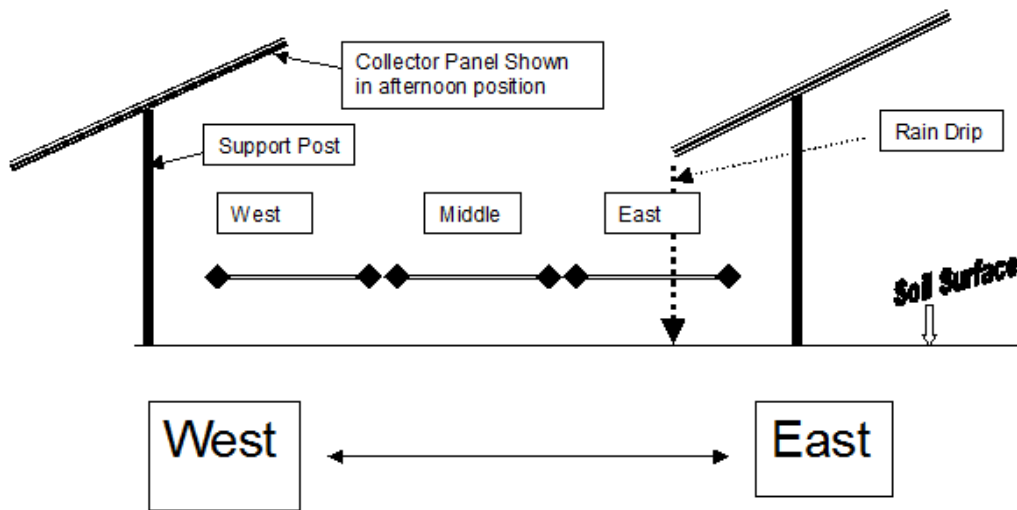 Collector Panel Shown
in afternoon position
Support Post
Rain Drip
West
Middle
East
Soil Surface
West
East